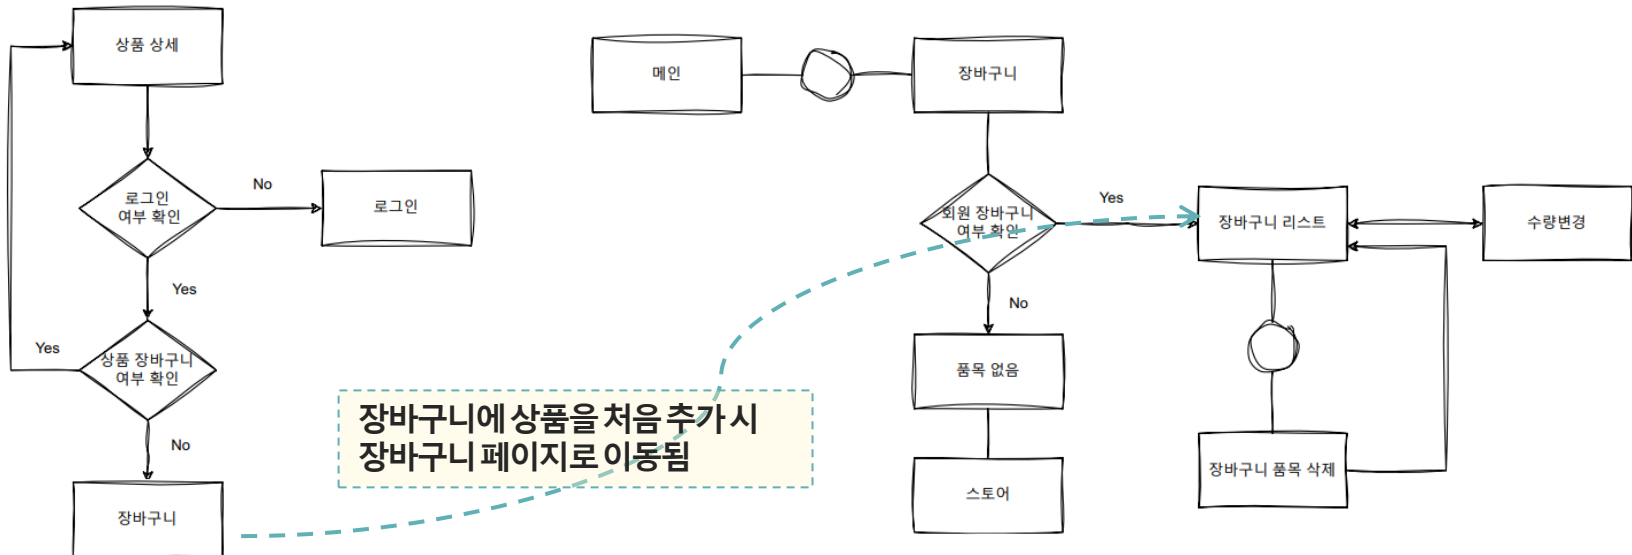 상품 상세
로그인
여부 확인
No
로그인
Yes
상품 장바구니
여부 확인
Yes
No
장바구니
장바구니에 상품을 처음 추가 시
장바구니 페이지로 이동됨
메인
장바구니
회원 장바구니
여부 확인
Yes
장바구니 리스트
수량변경
No
품목 없음
스토어
장바구니 품목 삭제